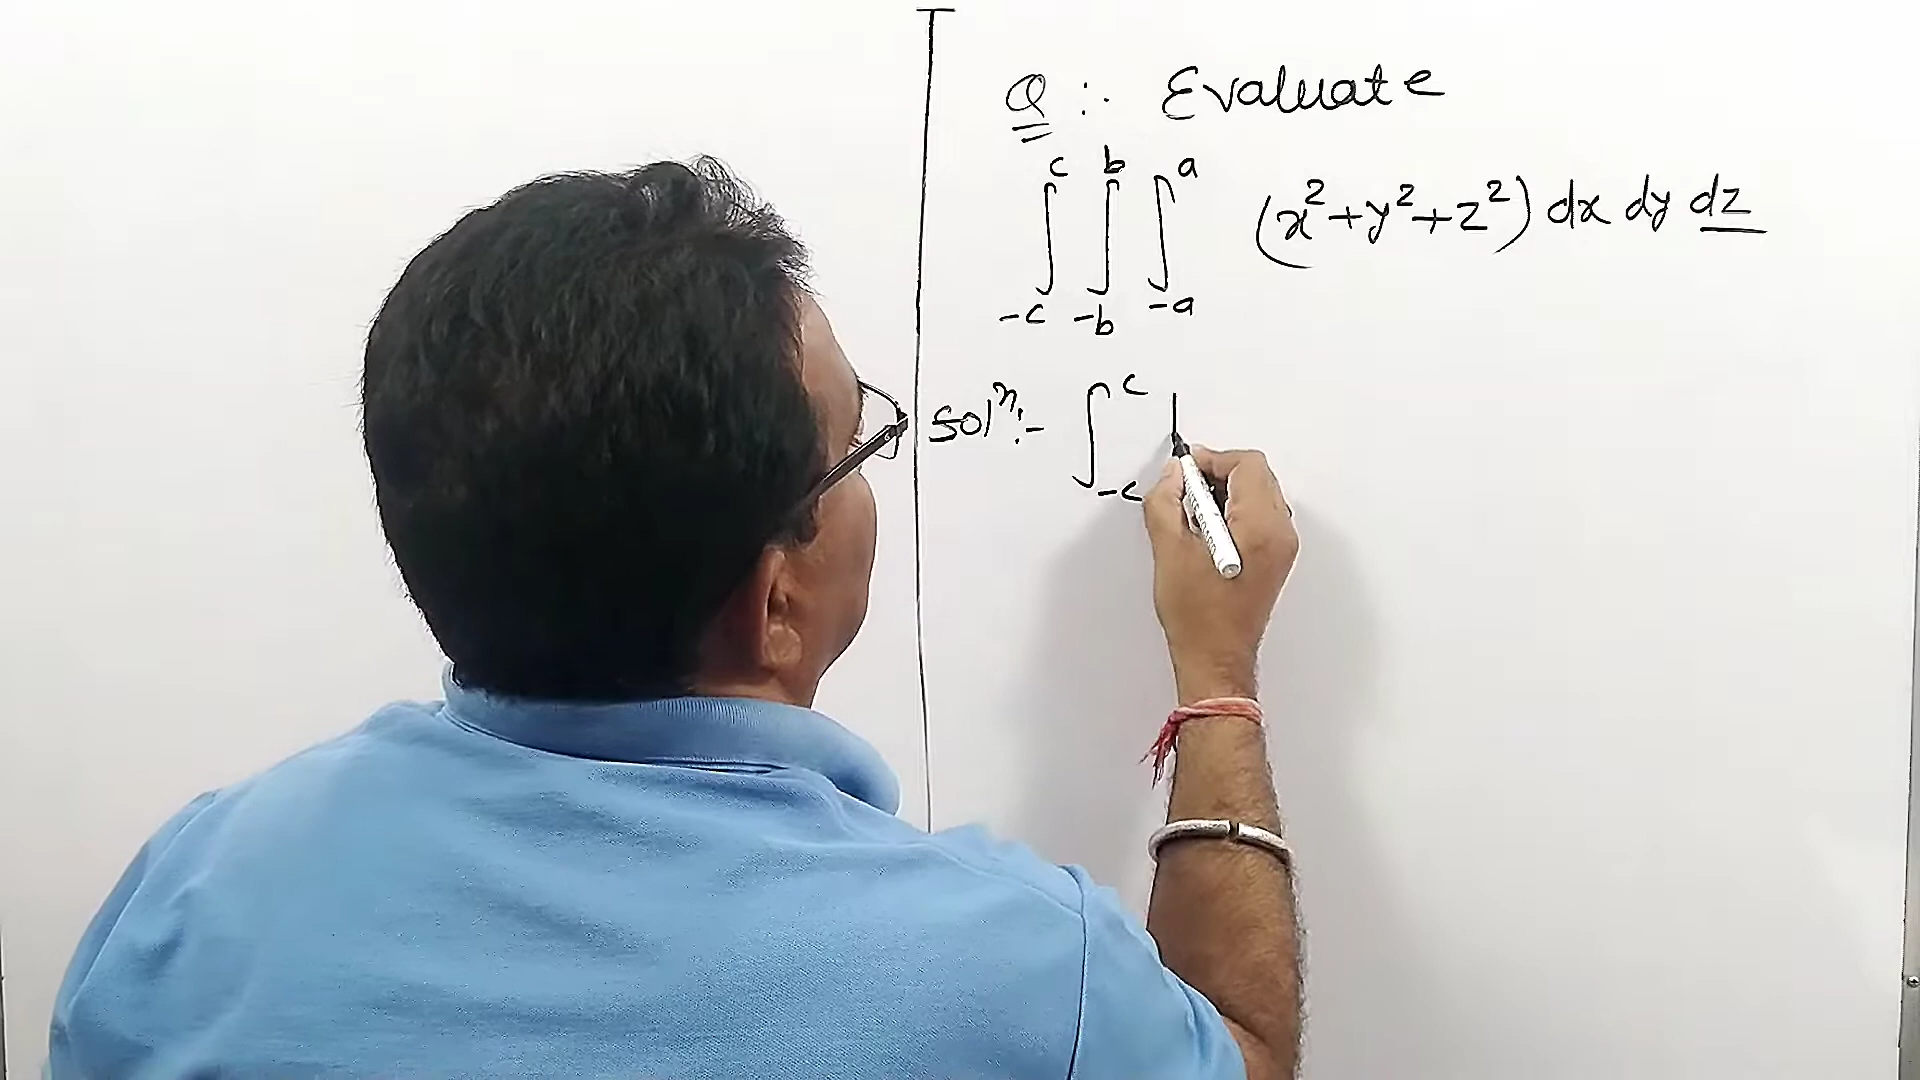 Q :- Evaluate
∫_{-c}^{c} ∫_{-b}^{b} ∫_{-a}^{a} (x²+y²+z²) dx dy dz
Solⁿ:- ∫_{-c}^{c}